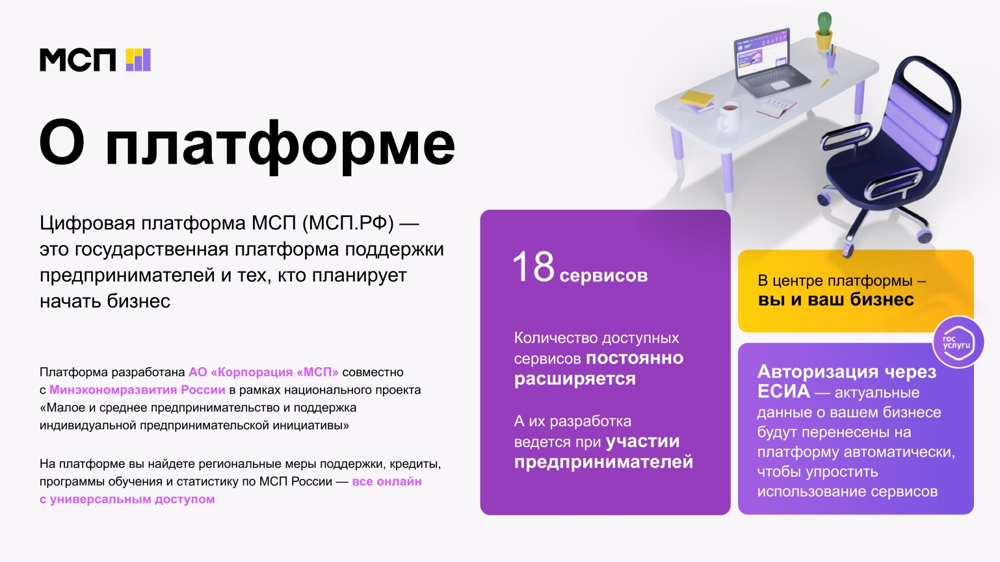 МСП
О платформе
Цифровая платформа МСП (МСП.РФ) —
это государственная платформа поддержки
предпринимателей и тех, кто планирует
начать бизнес
Платформа разработана АО «Корпорация «МСП» совместно
с Минэкономразвития России в рамках национального проекта
«Малое и среднее предпринимательство и поддержка
индивидуальной предпринимательской инициативы»
На платформе вы найдете региональные меры поддержки, кредиты,
программы обучения и статистику по МСП России — все онлайн
с универсальным доступом
18 сервисов
Количество доступных
сервисов постоянно
расширяется
А их разработка
ведется при участии
предпринимателей
В центре платформы –
вы и ваш бизнес
гос
услуги
Авторизация через
ЕСИА — актуальные
данные о вашем бизнесе
будут перенесены на
платформу автоматически,
чтобы упростить
использование сервисов